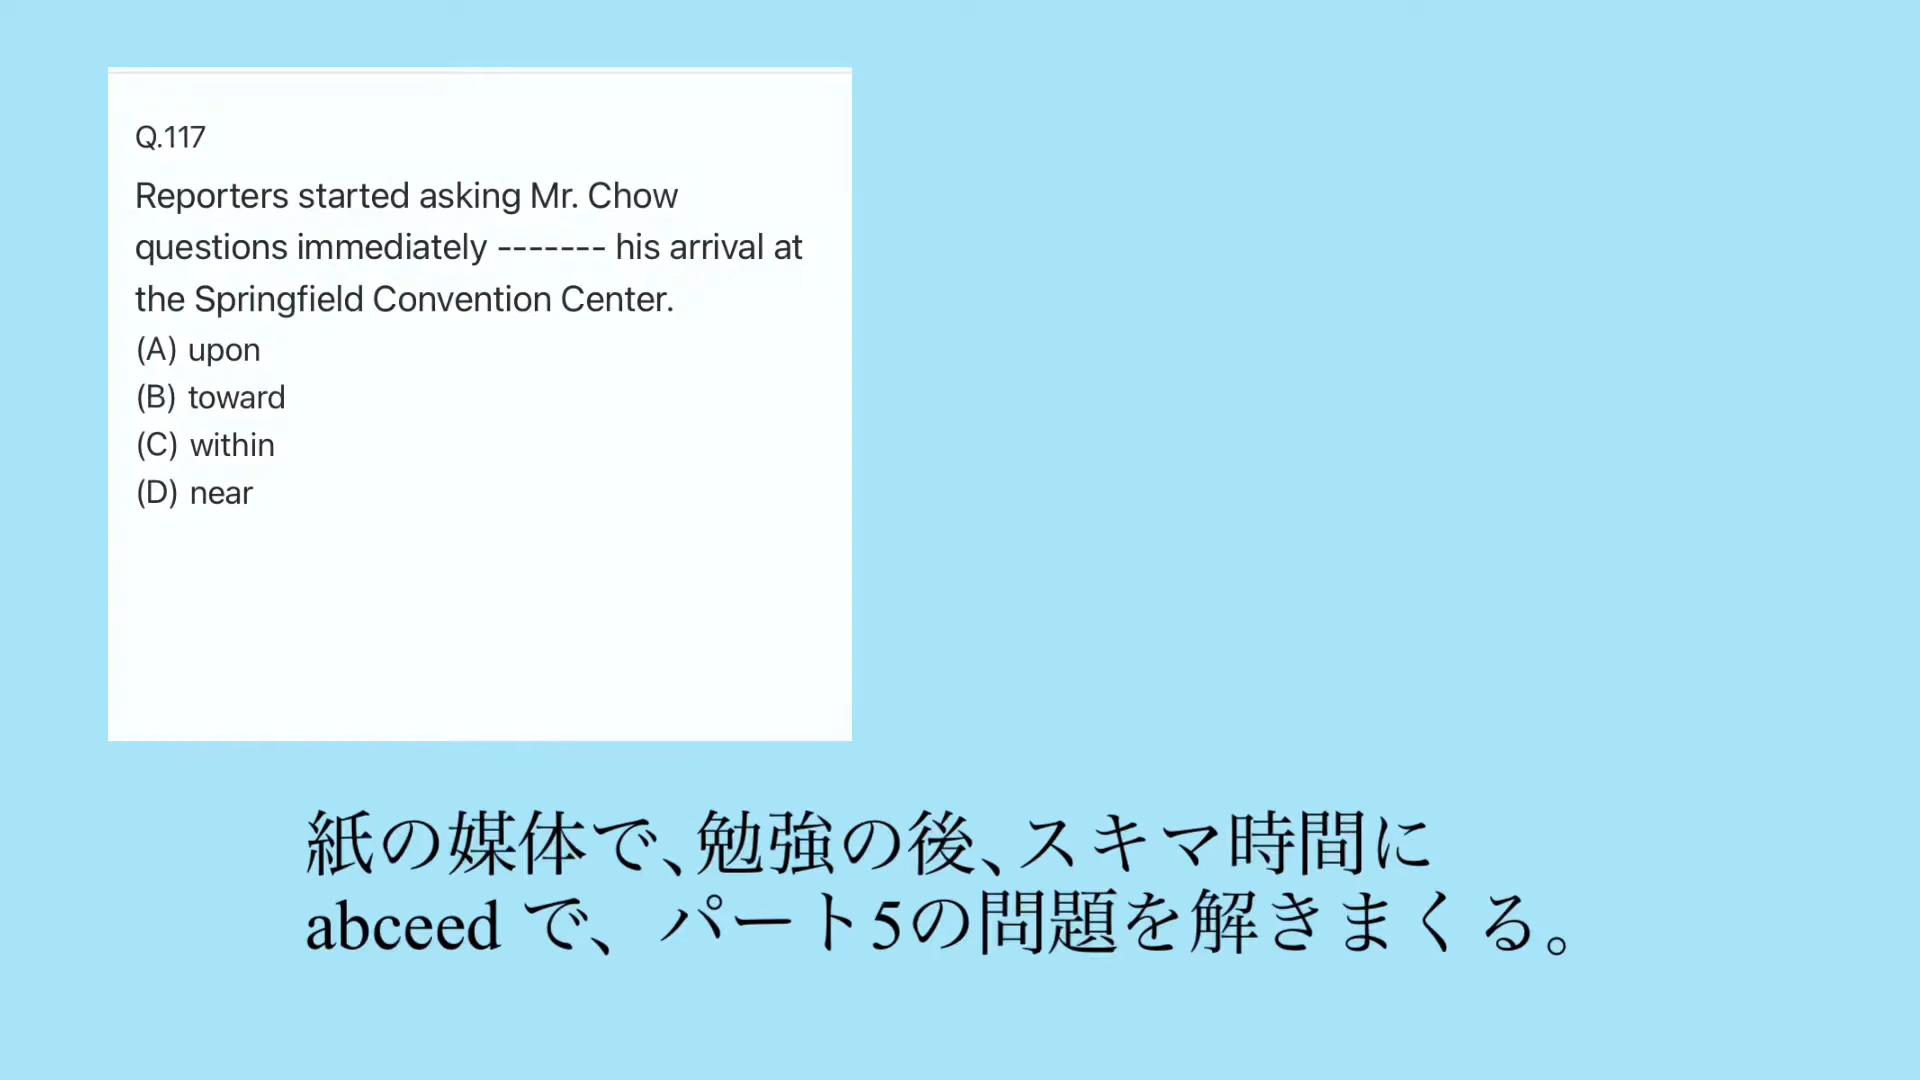 Q.117
Reporters started asking Mr. Chow
questions immediately ------- his arrival at
the Springfield Convention Center.
(A) upon
(B) toward
(C) within
(D) near
紙の媒体で、勉強の後、スキマ時間に
abceed で、パート5の問題を解きまくる。